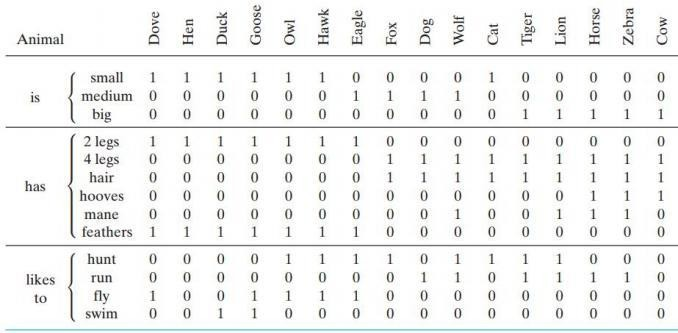 Animal Dove Hen Duck Goose Owl Hawk Eagle Fox Dog Wolf Cat Tiger Lion Horse Zebra Cow
is
small 1 1 1 1 1 1 0 0 0 0 1 0 0 0 0 0
medium 0 0 0 0 0 0 1 1 1 1 0 0 0 0 0 0
big 0 0 0 0 0 0 0 0 0 0 0 1 1 1 1 1
has
2 legs 1 1 1 1 1 1 1 0 0 0 0 0 0 0 0 0
4 legs 0 0 0 0 0 0 0 1 1 1 1 1 1 1 1 1
hair 0 0 0 0 0 0 0 1 1 1 1 1 1 1 1 1
hooves 0 0 0 0 0 0 0 0 0 0 0 0 0 1 1 1
mane 0 0 0 0 0 0 0 0 0 1 0 0 1 1 1 0
feathers 1 1 1 1 1 1 1 0 0 0 0 0 0 0 0 0
likes to
hunt 0 0 0 0 1 1 1 1 0 1 1 1 1 0 0 0
run 0 0 0 0 0 0 0 0 1 1 0 1 1 1 1 0
fly 1 0 0 1 1 1 1 0 0 0 0 0 0 0 0 0
swim 0 0 1 1 0 0 0 0 0 0 0 0 0 0 0 0